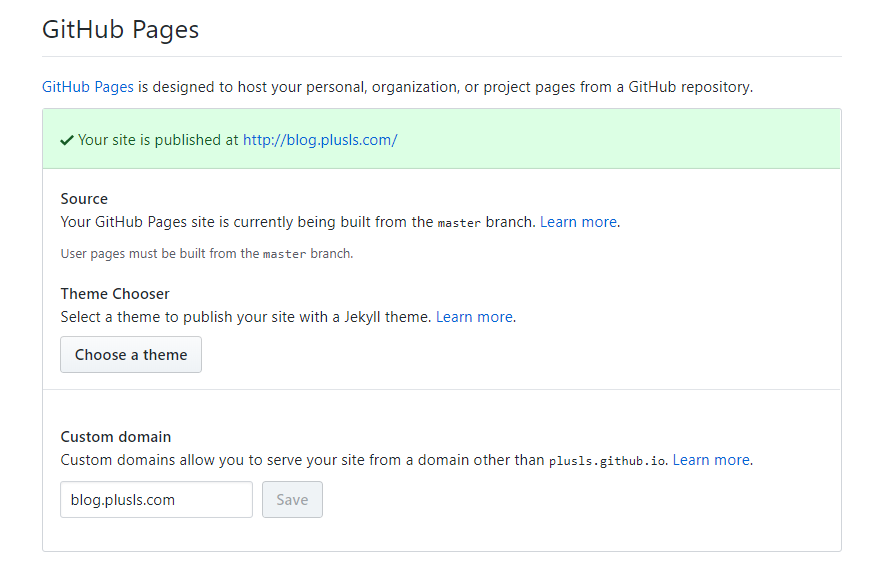 GitHub Pages
GitHub Pages is designed to host your personal, organization, or project pages from a GitHub repository.
Your site is published at http://blog.plusls.com/
Source
Your GitHub Pages site is currently being built from the master branch. Learn more.
User pages must be built from the master branch.
Theme Chooser
Select a theme to publish your site with a Jekyll theme. Learn more.
Choose a theme
Custom domain
Custom domains allow you to serve your site from a domain other than plusls.github.io. Learn more.
blog.plusls.com Save